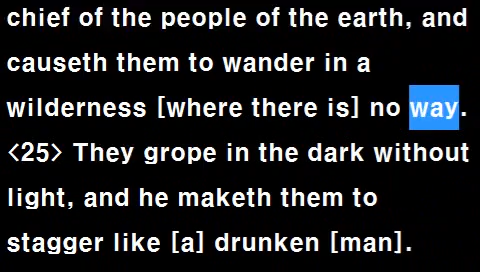 chief of the people of the earth, and
causeth them to wander in a
wilderness [where there is] no way.
<25> They grope in the dark without
light, and he maketh them to
stagger like [a] drunken [man].